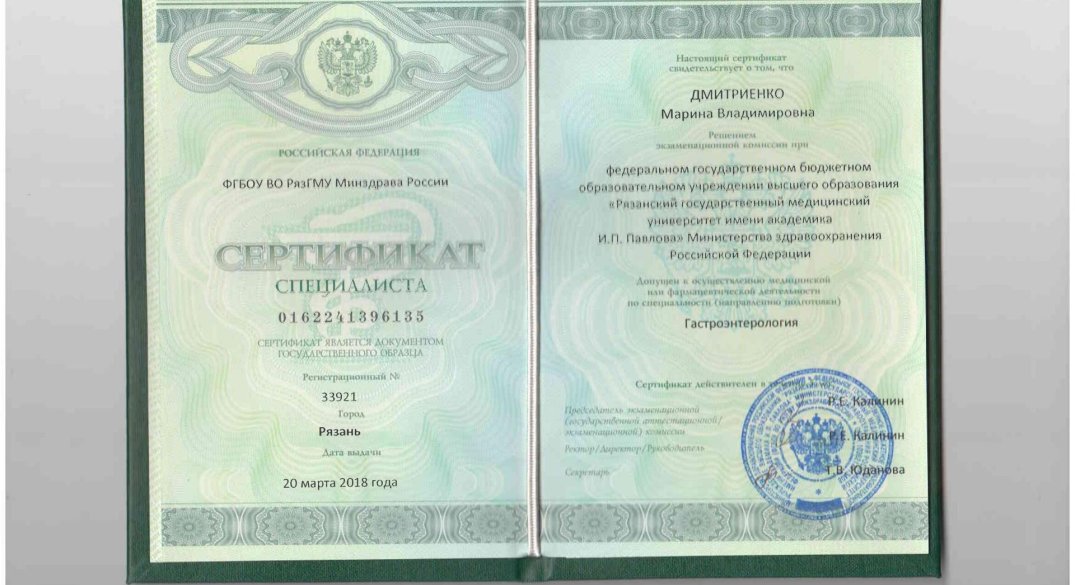 РОССИЙСКАЯ ФЕДЕРАЦИЯ
ФГБОУ ВО РязГМУ Минздрава России
СЕРТИФИКАТ
СПЕЦИАЛИСТА
0162241396135
СЕРТИФИКАТ ЯВЛЯЕТСЯ ДОКУМЕНТОМ
ГОСУДАРСТВЕННОГО ОБРАЗЦА
Регистрационный №
33921
Город
Рязань
Дата выдачи
20 марта 2018 года
Настоящий сертификат
свидетельствует о том, что
ДМИТРИЕНКО
Марина Владимировна
Решением
экзаменационной комиссии при
федеральном государственном бюджетном
образовательном учреждении высшего образования
«Рязанский государственный медицинский
университет имени академика
И.П. Павлова» Министерства здравоохранения
Российской Федерации
Допущен к осуществлению медицинской
или фармацевтической деятельности
по специальности (направлению подготовки)
Гастроэнтерология
Сертификат действителен в
Р.Е. Калинин
Председатель экзаменационной
(государственной аттестационной/
экзаменационной) комиссии
Р.Е. Калинин
Ректор/Директор/Руководитель
Секретарь
Т.В. Юданова